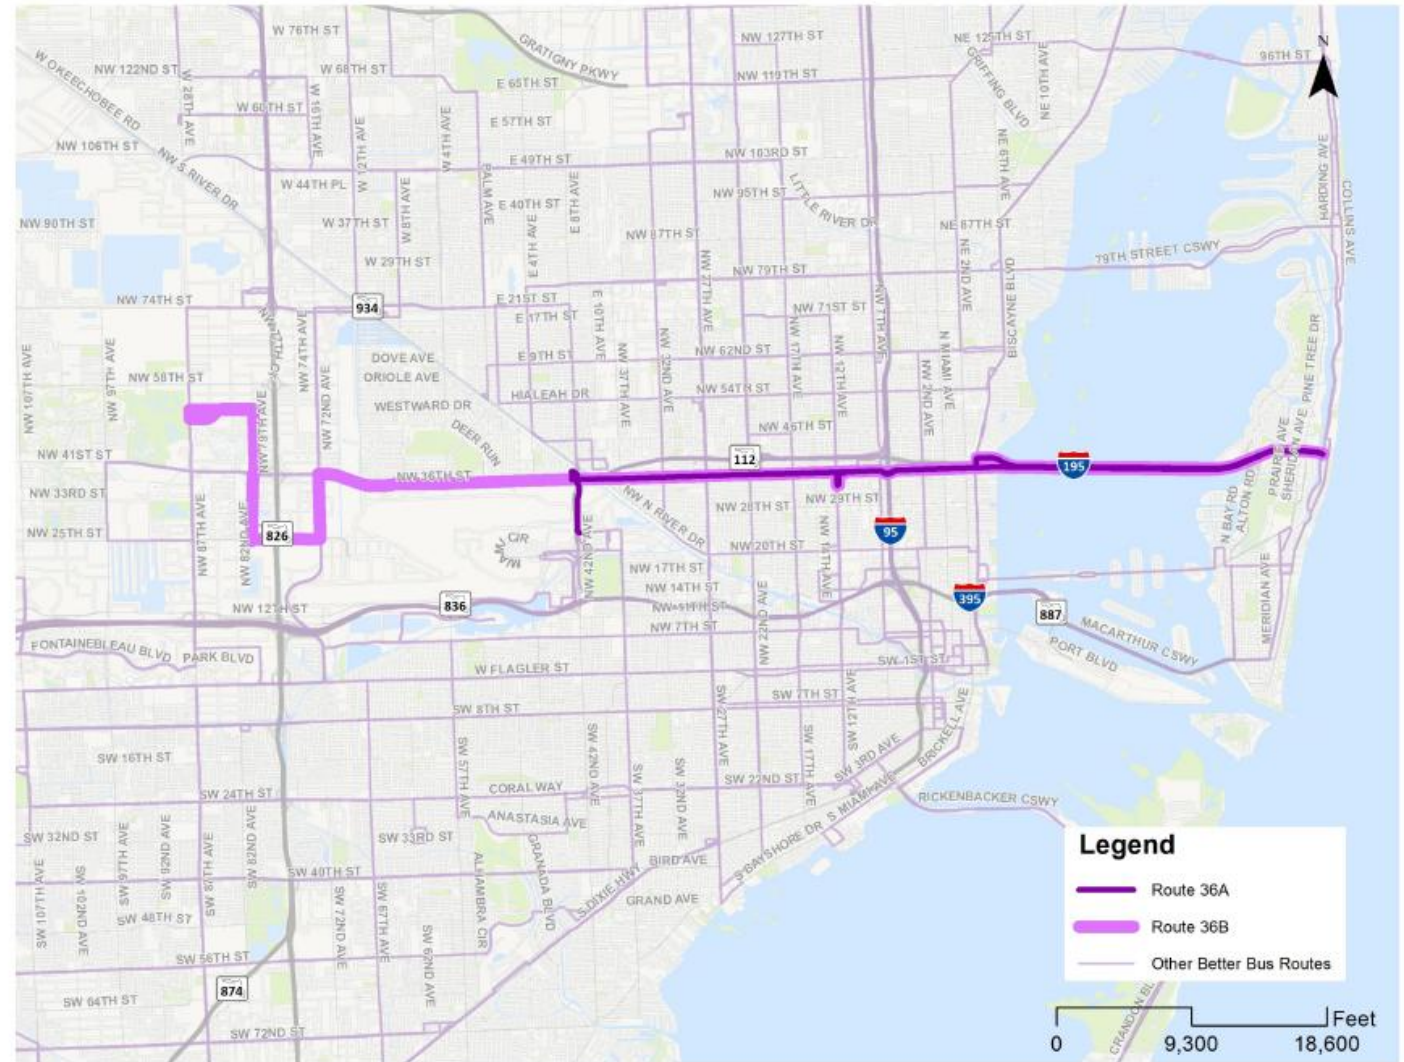 W 76TH ST
NW 127TH ST
NE 125TH ST
96TH ST
N
GRATIGNY PKWY
W OKEECHOBEE RD
NW 122ND ST
W 68TH ST
E 65TH ST
NW 119TH ST
GRIFFING BLVD
NE 10TH AVE
W 28TH AVE
W 60TH ST
W 16TH AVE
W 12TH AVE
W 4TH AVE
E 57TH ST
NW 106TH ST
NW S RIVER DR
E 49TH ST
NW 103RD ST
NE 6TH AVE
W 44TH PL
W 8TH AVE
PALM AVE
E 8TH AVE
NW 95TH ST
LITTLE RIVER DR
HARDING AVE
COLLINS AVE
NW 90TH ST
W 37TH ST
E 40TH ST
E 4TH AVE
NW 87TH ST
NE 87TH ST
W 29TH ST
NW 27TH AVE
NW 79TH ST
NE 2ND AVE
BISCAYNE BLVD
79TH STREET CSWY
NW 74TH ST
934
E 21ST ST
E 17TH ST
E 10TH AVE
NW 71ST ST
NW 7TH AVE
NW 107TH AVE
NW 97TH AVE
NW 74TH AVE
NW 72ND AVE
DOVE AVE
ORIOLE AVE
E 9TH ST
NW 37TH AVE
NW 32ND AVE
NW 62ND ST
NW 17TH AVE
NW 12TH AVE
NW 2ND AVE
N MIAMI AVE
PINE TREE DR
NW 58TH ST
WESTWARD DR
HIALEAH DR
NW 54TH ST
NW 79TH AVE
DEER RUN
NW 46TH ST
NW 41ST ST
112
195
PRAIRIE AVE
SHERIDAN AVE
NW 36TH ST
NW 33RD ST
NW N RIVER DR
NW 29TH ST
NW 28TH ST
N BAY RD
ALTON RD
NW 25TH ST
NW 87TH AVE
NW 82ND AVE
826
MIAMI CIR
NW 42ND AVE
95
NW 20TH ST
NW 14TH AVE
NW 17TH ST
NW 14TH ST
NW 12TH ST
836
NW 11TH ST
NW 22ND AVE
395
887
MERIDIAN AVE
NW 7TH ST
MACARTHUR CSWY
PORT BLVD
FONTAINEBLEAU BLVD
PARK BLVD
W FLAGLER ST
SW 1ST ST
SW 8TH ST
SW 7TH ST
SW 27TH AVE
SW 12TH AVE
BRICKELL AVE
SW 16TH ST
SW 57TH AVE
SW 42ND AVE
SW 37TH AVE
SW 32ND AVE
SW 17TH AVE
SW 3RD AVE
SW 22ND ST
S MIAMI AVE
SW 24TH ST
CORAL WAY
RICKENBACKER CSWY
ANASTASIA AVE
SW 32ND ST
SW 97TH AVE
SW 92ND AVE
SW 87TH AVE
SW 82ND AVE
SW 33RD ST
S BAYSHORE DR
BIRD AVE
SW 107TH AVE
SW 102ND AVE
SW 40TH ST
SW 72ND AVE
SW 67TH AVE
ALHAMBRA CIR
GRANADA BLVD
S DIXIE HWY
GRAND AVE
SW 48TH ST
SW 62ND AVE
SW 56TH ST
874
SW 64TH ST
SW 72ND ST
CRANDON BL
Legend
Route 36A
Route 36B
Other Better Bus Routes
Feet
0 9,300 18,600